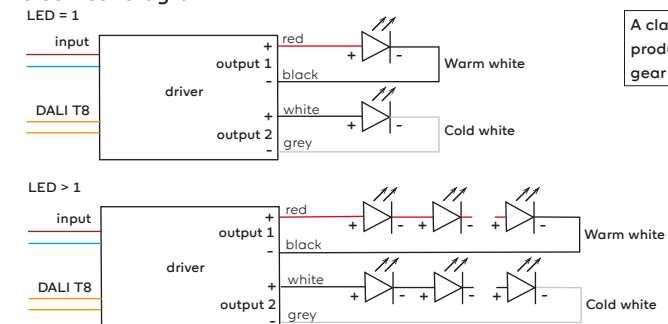 LED = 1
input
DALI T8
driver
+
output 1
-
+
output 2
-
red
black
white
grey
+ -
Warm white
+ -
Cold white
A cla
produ
gear
LED > 1
input
DALI T8
driver
+
output 1
-
+
output 2
-
red
black
white
grey
+ - + - + -
Warm white
+ - + - + -
Cold white